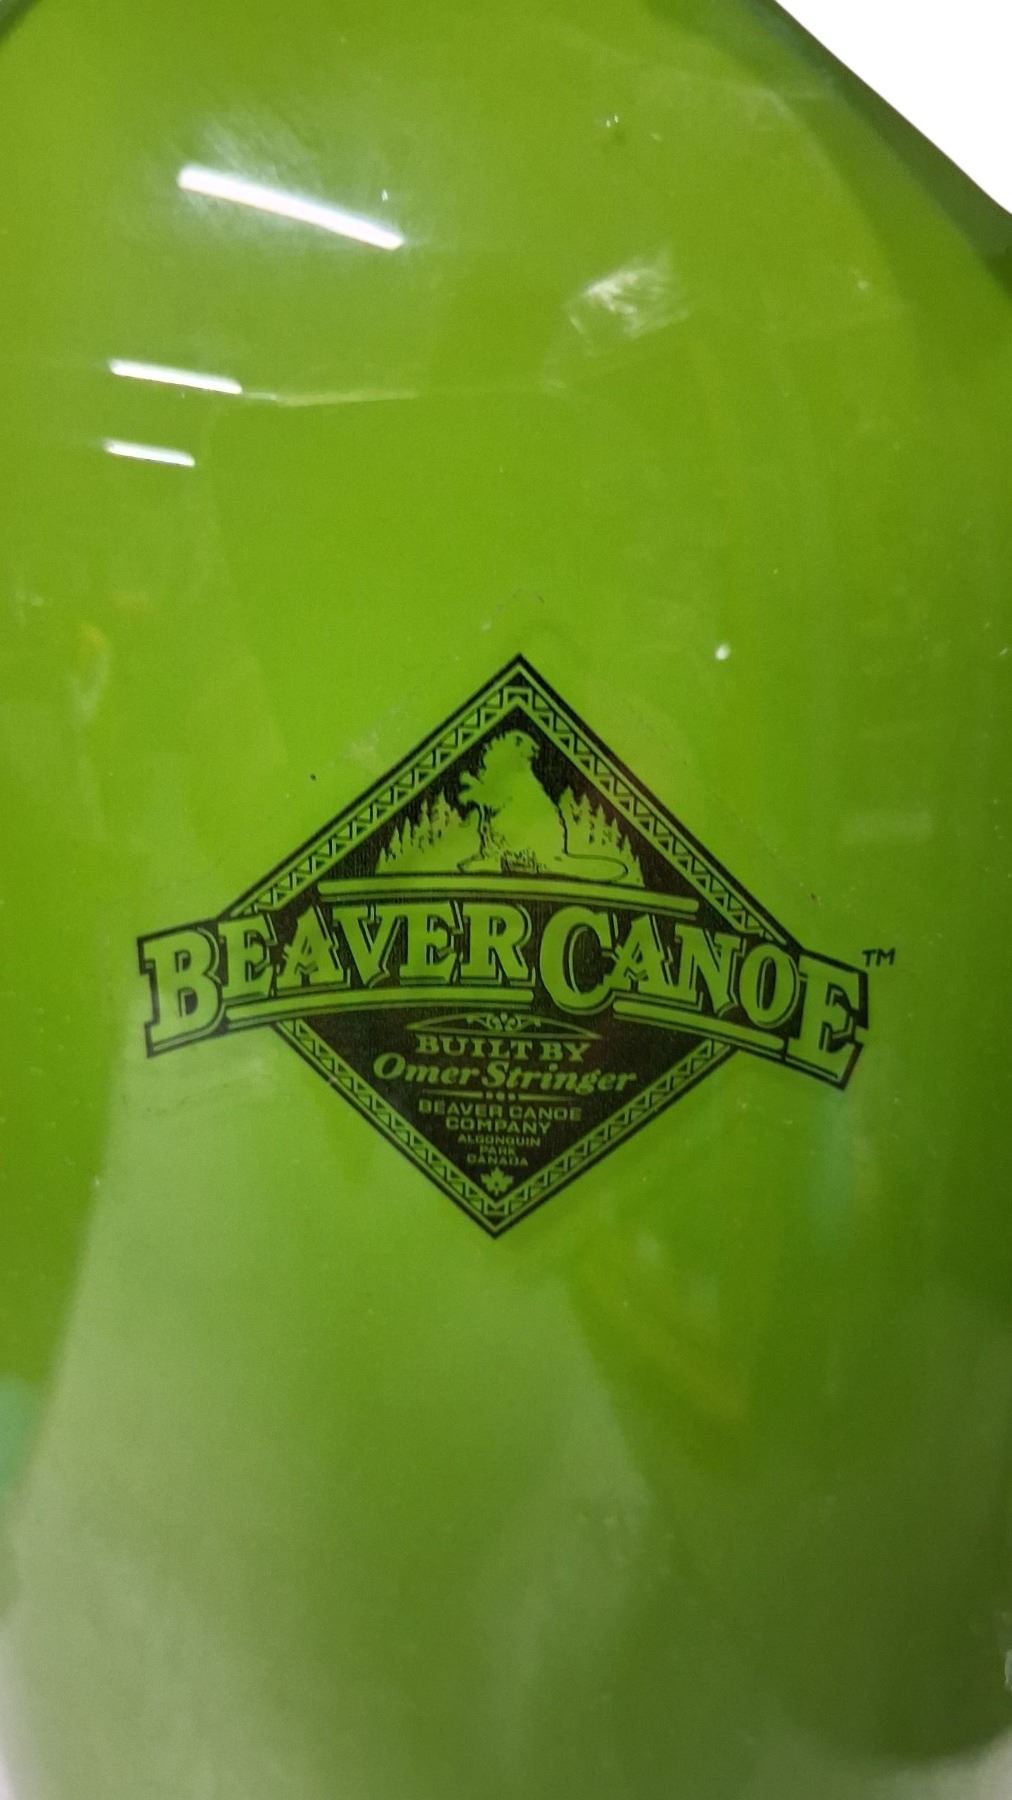 BEAVER CANOE™
BUILT BY
Omer Stringer
BEAVER CANOE
COMPANY
ALGONQUIN
PARK
CANADA